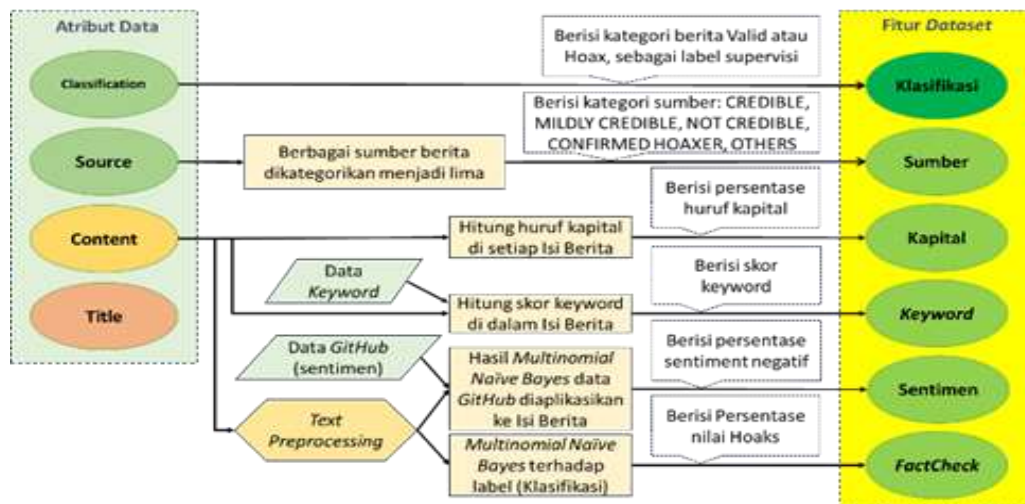 Atribut Data
Classification
Source
Content
Title
Berbagai sumber berita
dikategorikan menjadi lima
Data
Keyword
Data GitHub
(sentimen)
Text
Preprocessing
Hitung huruf kapital
di setiap Isi Berita
Hitung skor keyword
di dalam Isi Berita
Hasil Multinomial
Naïve Bayes data
GitHub diaplikasikan
ke Isi Berita
Multinomial Naïve
Bayes terhadap
label (Klasifikasi)
Berisi kategori berita Valid atau
Hoax, sebagai label supervisi
Berisi kategori sumber: CREDIBLE,
MILDLY CREDIBLE, NOT CREDIBLE,
CONFIRMED HOAXER, OTHERS
Berisi persentase
huruf kapital
Berisi skor
keyword
Berisi persentase
sentiment negatif
Berisi Persentase
nilai Hoaks
Fitur Dataset
Klasifikasi
Sumber
Kapital
Keyword
Sentimen
FactCheck